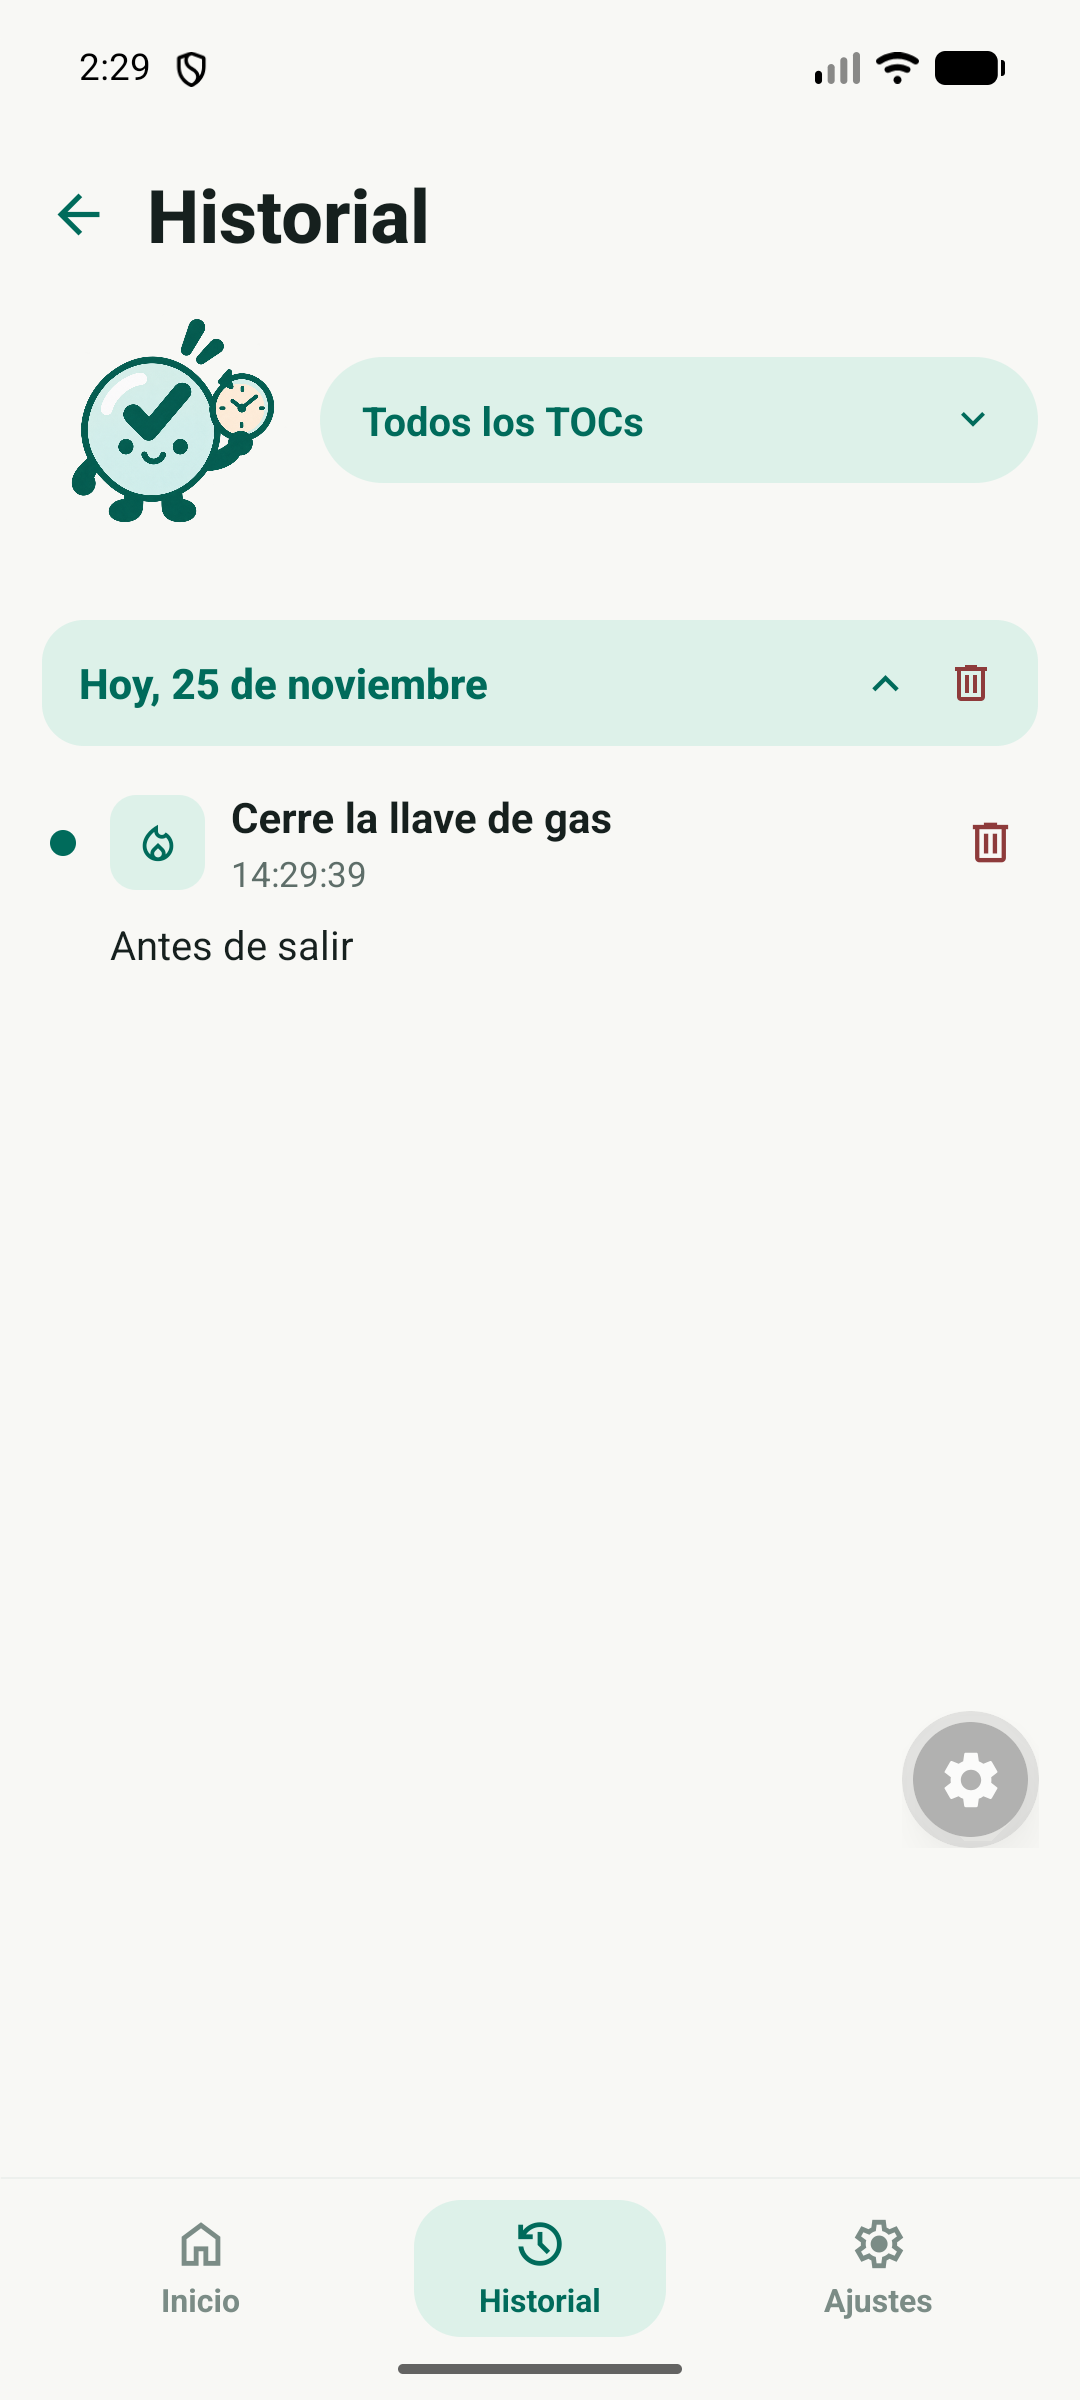 2:29
Historial
Todos los TOCs
Hoy, 25 de noviembre
Cerre la llave de gas
14:29:39
Antes de salir
Inicio
Historial
Ajustes